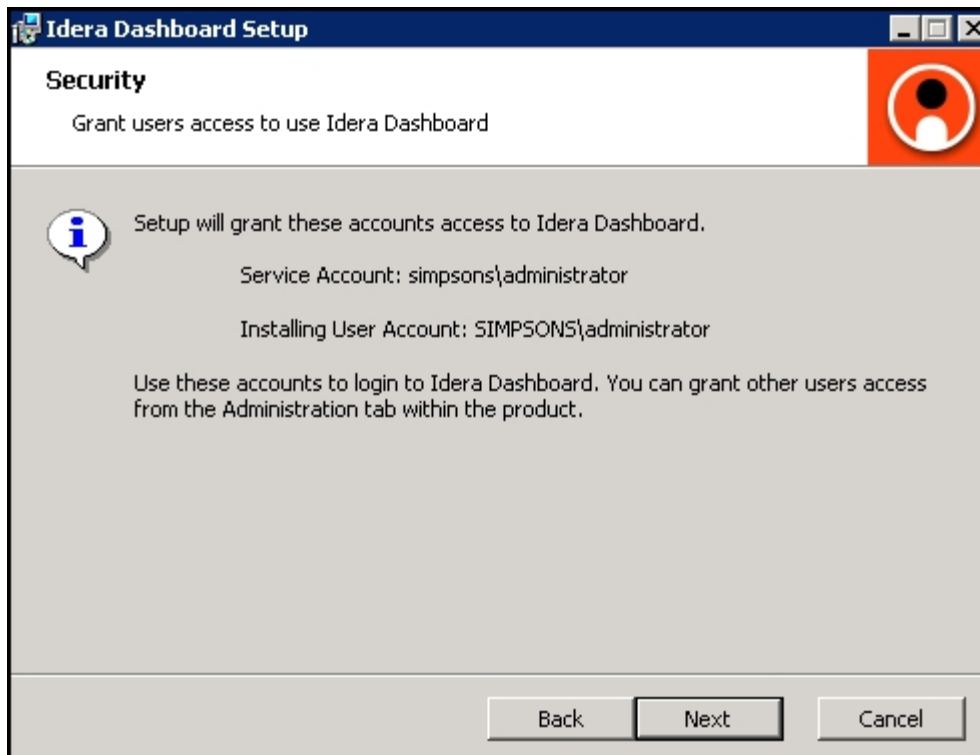 Idera Dashboard Setup
Security
Grant users access to use Idera Dashboard
Setup will grant these accounts access to Idera Dashboard.
Service Account: simpsons\administrator
Installing User Account: SIMPSONS\administrator
Use these accounts to login to Idera Dashboard. You can grant other users access
from the Administration tab within the product.
Back
Next
Cancel